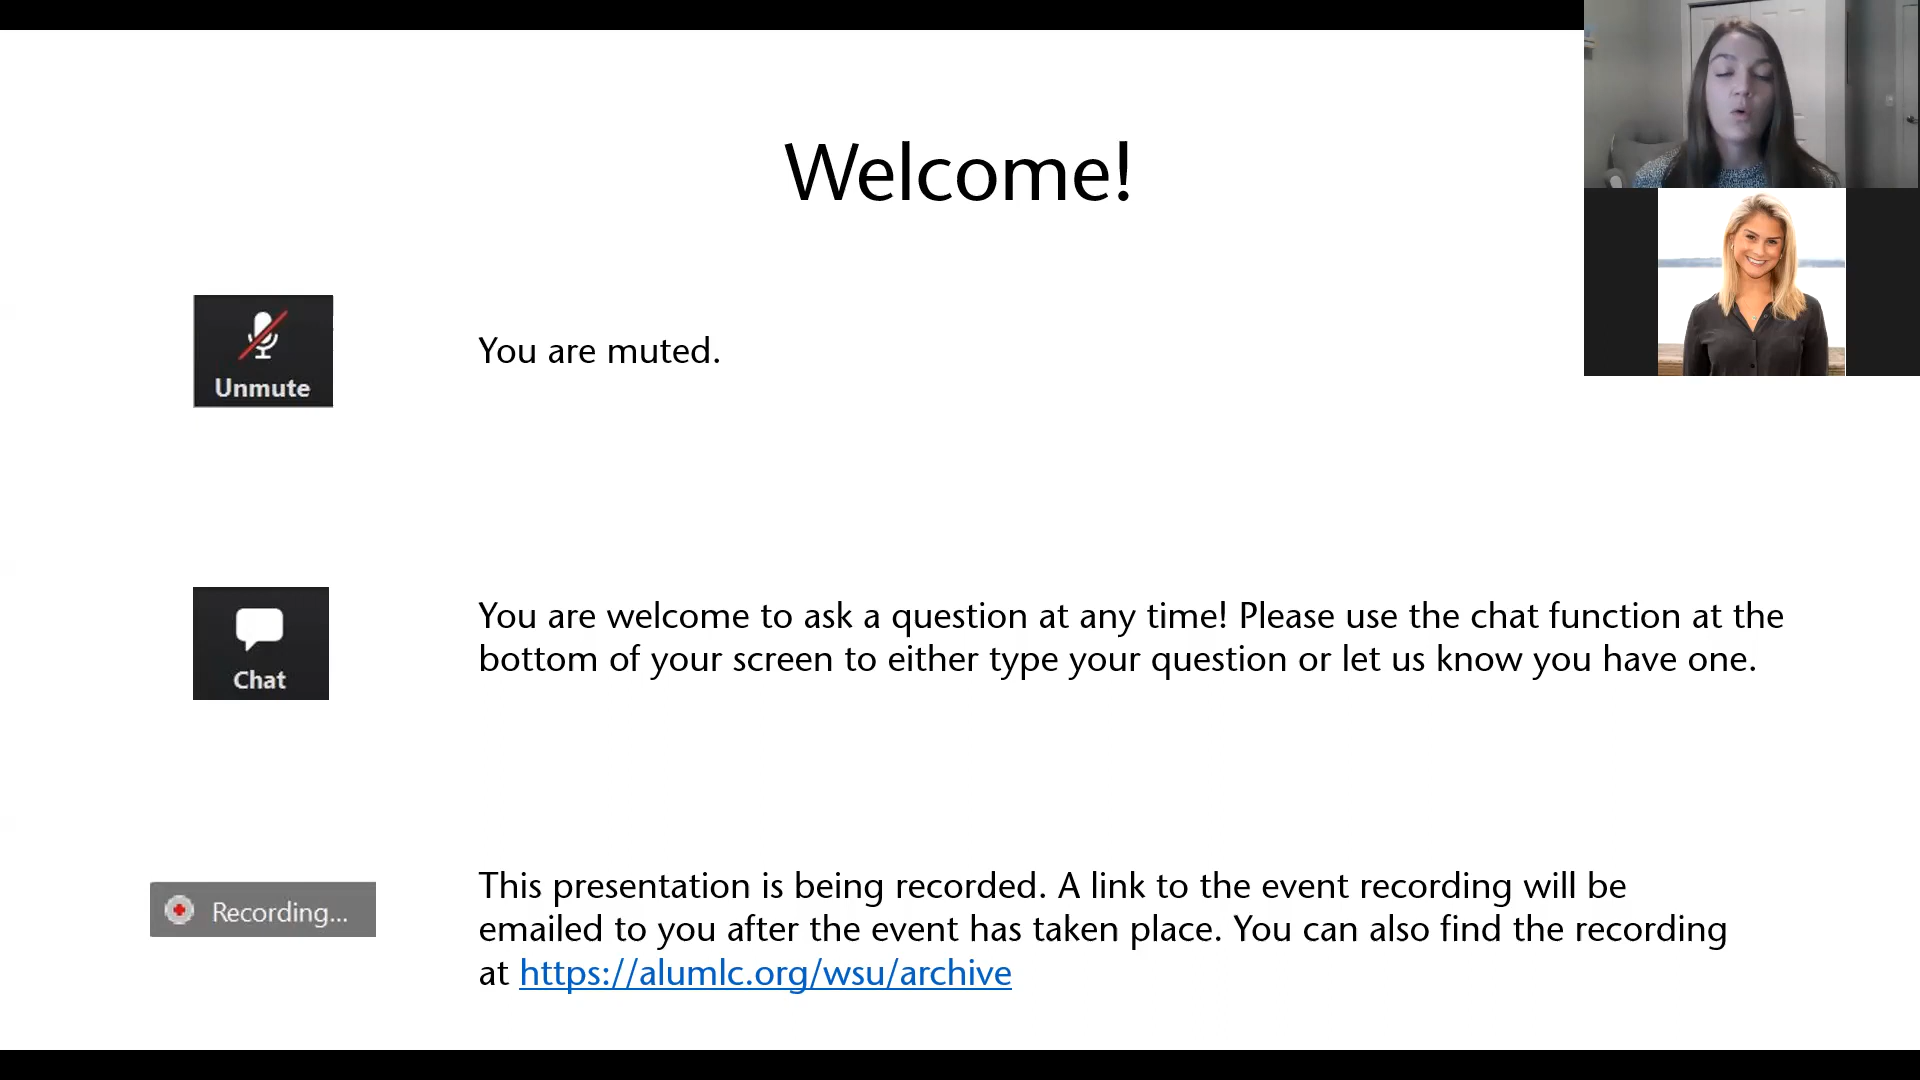 Welcome!
Unmute
You are muted.
Chat
You are welcome to ask a question at any time! Please use the chat function at the
bottom of your screen to either type your question or let us know you have one.
Recording...
This presentation is being recorded. A link to the event recording will be
emailed to you after the event has taken place. You can also find the recording
at https://alumlc.org/wsu/archive